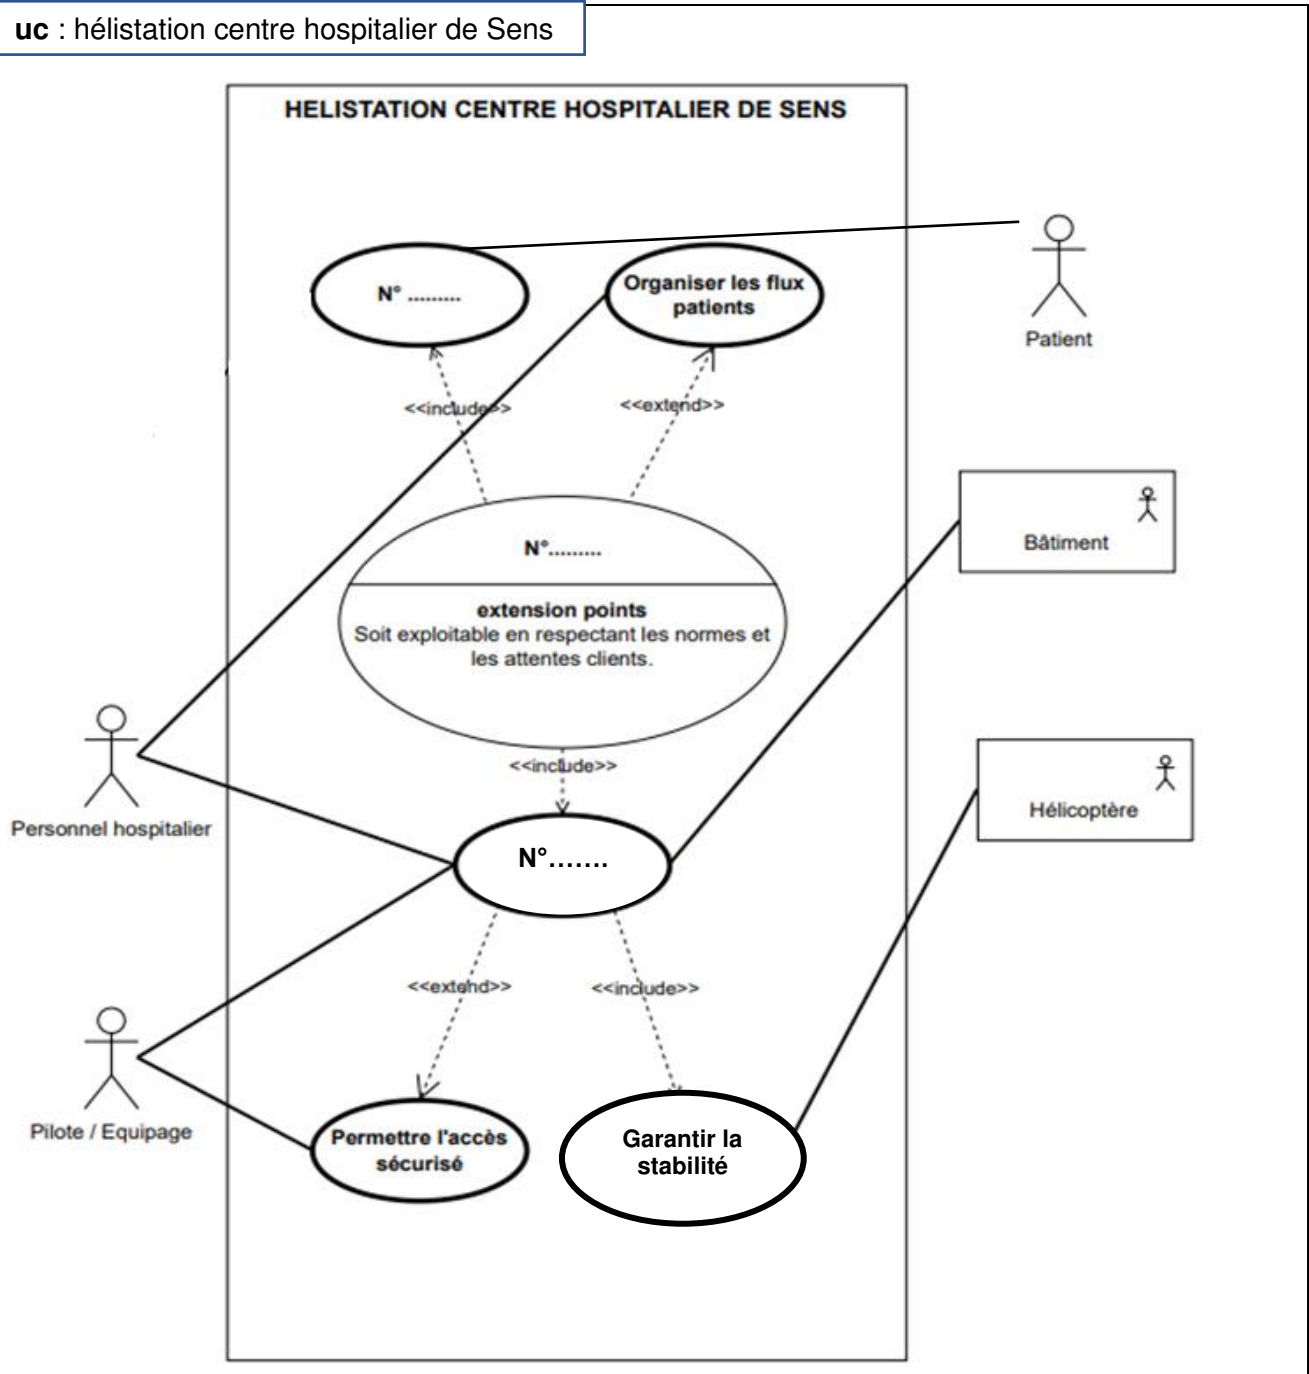 uc : hélistation centre hospitalier de Sens
HELISTATION CENTRE HOSPITALIER DE SENS
N° .........
Organiser les flux
patients
Patient
<<include>>
<<extend>>
N°.........
Bâtiment
extension points
Soit exploitable en respectant les normes et
les attentes clients.
<<include>>
Personnel hospitalier
Hélicoptère
N°.......
<<extend>>
<<include>>
Pilote / Equipage
Permettre l'accès
sécurisé
Garantir la
stabilité